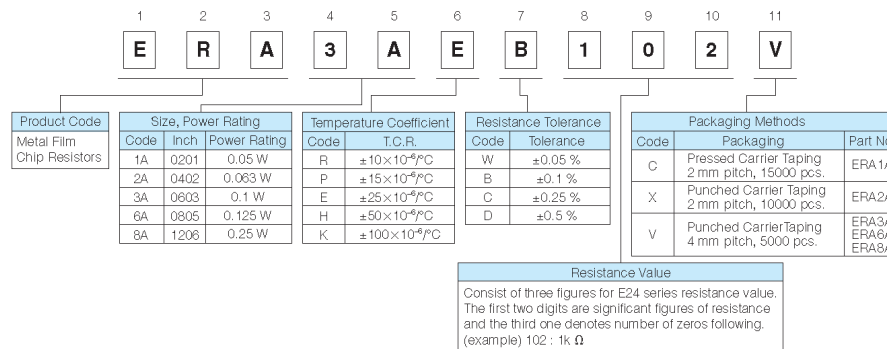 1 2 3 4 5 6 7 8 9 10 11
E R A 3 A E B 1 0 2 V
Product Code
Metal Film
Chip Resistors
Size, Power Rating
Code Inch Power Rating
1A 0201 0.05 W
2A 0402 0.063 W
3A 0603 0.1 W
6A 0805 0.125 W
8A 1206 0.25 W
Temperature Coefficient
Code T.C.R.
R ±10×10⁻⁶/°C
P ±15×10⁻⁶/°C
E ±25×10⁻⁶/°C
H ±50×10⁻⁶/°C
K ±100×10⁻⁶/°C
Resistance Tolerance
Code Tolerance
W ±0.05 %
B ±0.1 %
C ±0.25 %
D ±0.5 %
Packaging Methods
Code Packaging Part No
C Pressed Carrier Taping
2 mm pitch, 15000 pcs. ERA1A
X Punched Carrier Taping
2 mm pitch, 10000 pcs. ERA2A
V Punched CarrierTaping
4 mm pitch, 5000 pcs.
ERA3A
ERA6A
ERA8A
Resistance Value
Consist of three figures for E24 series resistance value.
The first two digits are significant figures of resistance
and the third one denotes number of zeros following.
(example) 102 : 1k Ω